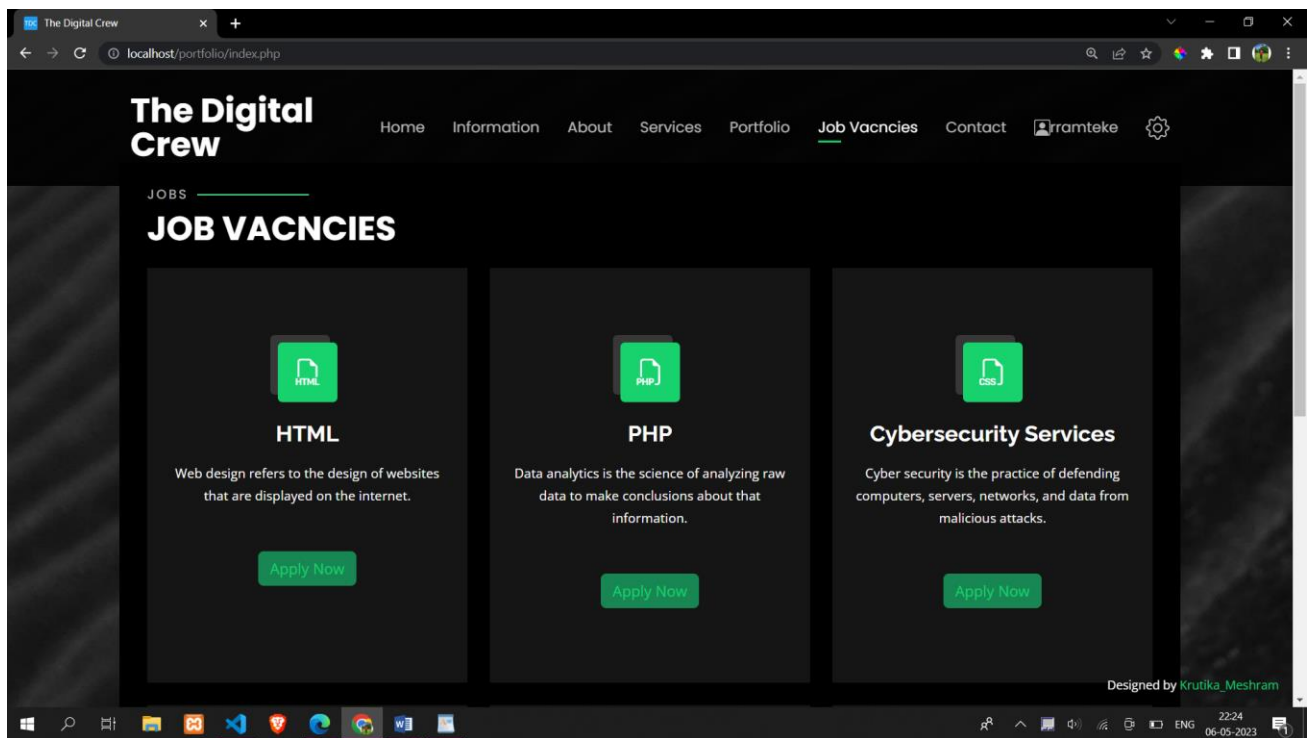 TDC The Digital Crew
localhost/portfolio/index.php
The Digital
Crew
Home Information About Services Portfolio Job Vacncies Contact rramteke
JOBS
JOB VACNCIES
HTML PHP CSS
HTML PHP Cybersecurity Services
Web design refers to the design of websites
that are displayed on the internet.
Apply Now
Data analytics is the science of analyzing raw
data to make conclusions about that
information.
Apply Now
Cyber security is the practice of defending
computers, servers, networks, and data from
malicious attacks.
Apply Now
Designed by Krutika_Meshram
ENG 22:24
06-05-2023